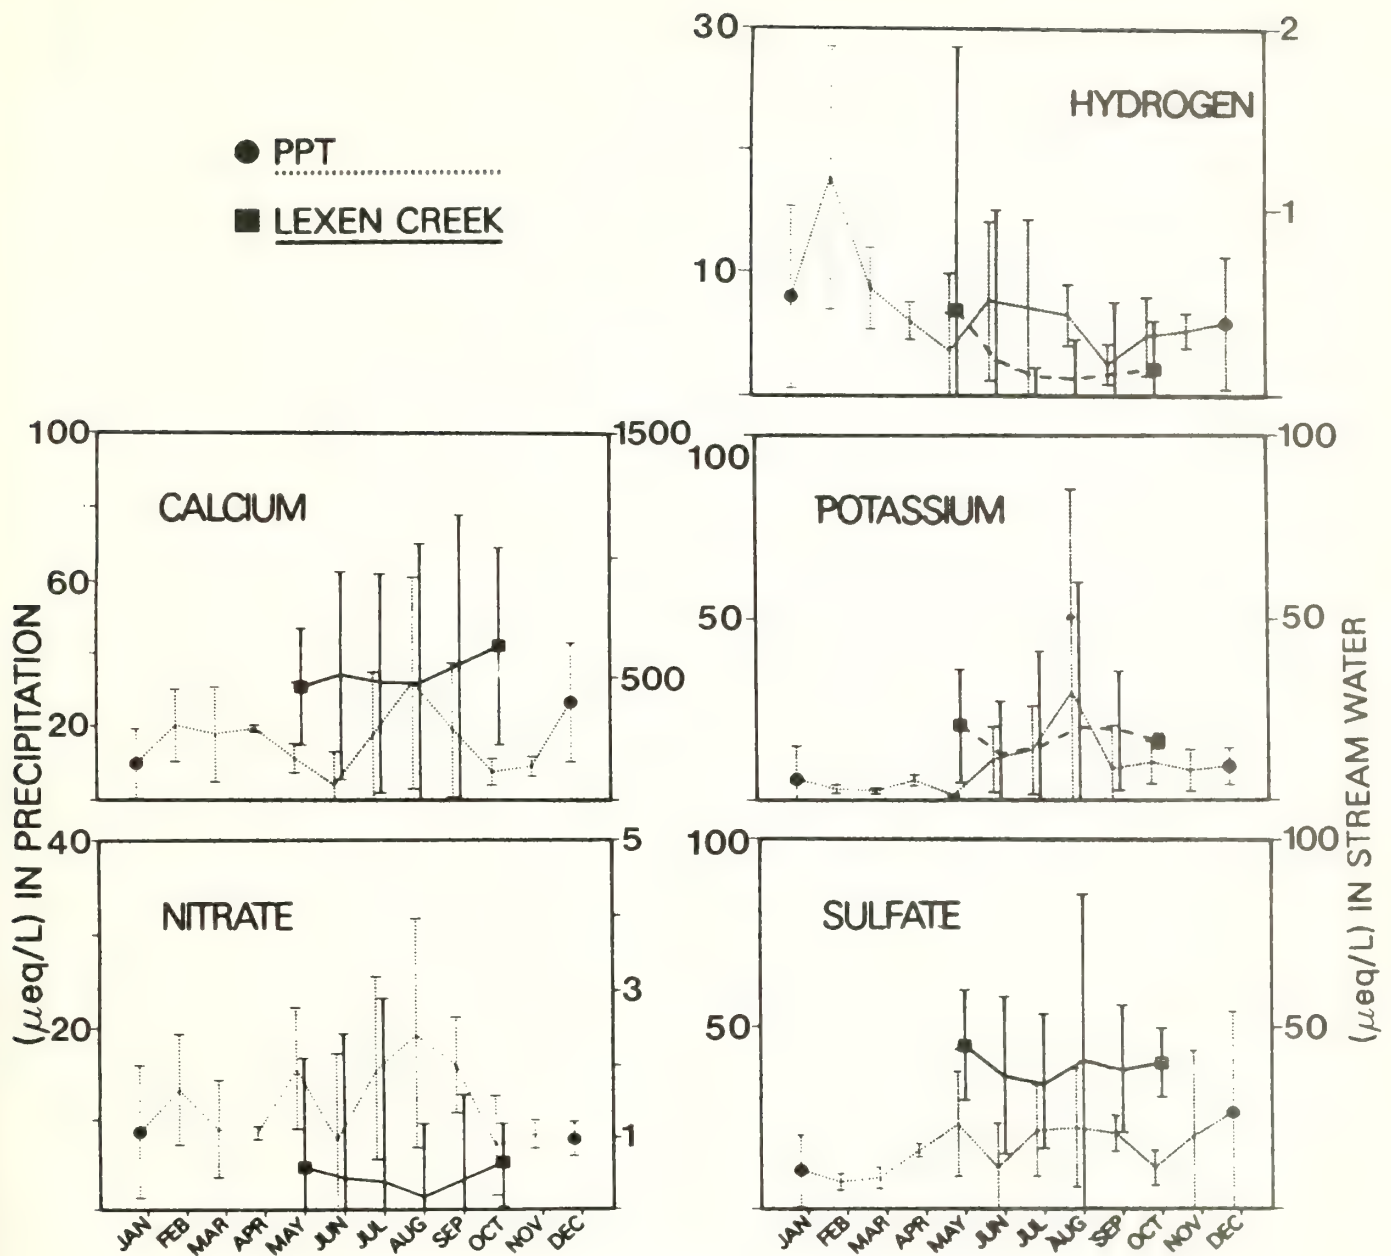 30
2
HYDROGEN
PPT
LEXEN CREEK
1
10
100
1500
100
100
CALCIUM
POTASSIUM
60
50
50
500
20
40
5
100
100
NITRATE
SULFATE
3
20
50
50
1
(μeq/L) IN PRECIPITATION
(μeq/L) IN STREAM WATER
JAN FEB MAR APR MAY JUN JUL AUG SEP OCT NOV DEC
JAN FEB MAR APR MAY JUN JUL AUG SEP OCT NOV DEC